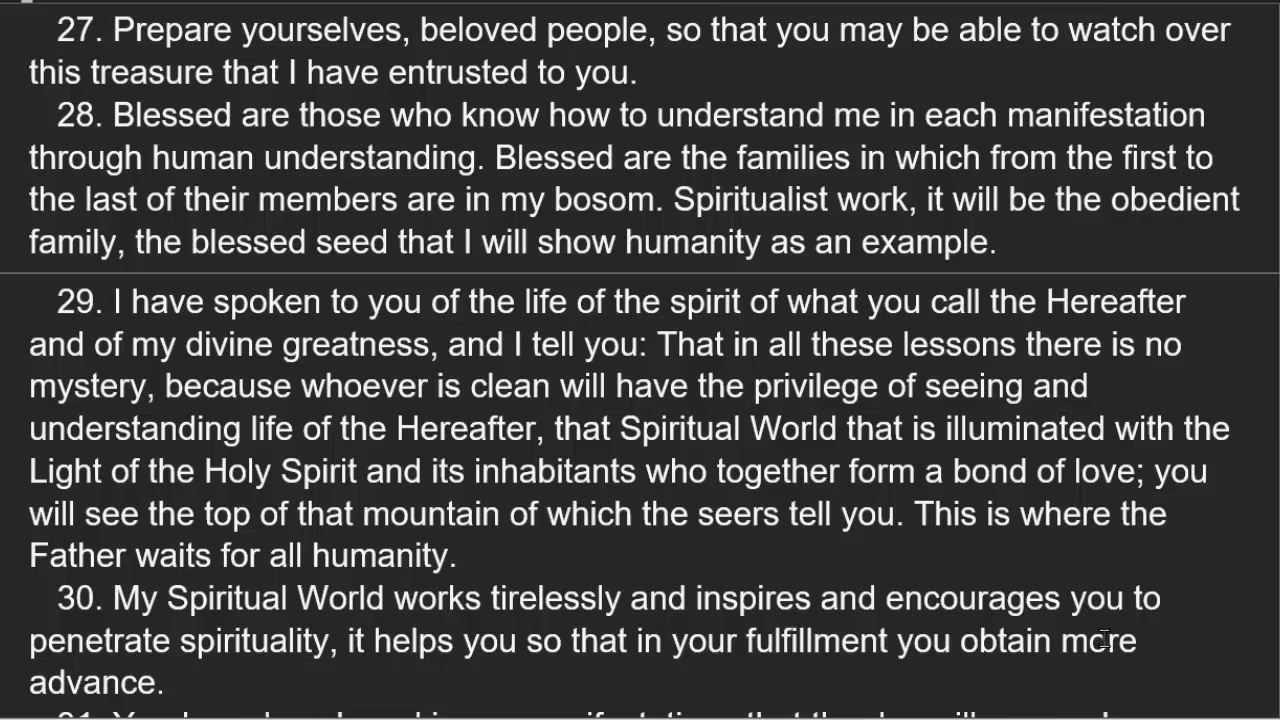 27. Prepare yourselves, beloved people, so that you may be able to watch over
this treasure that I have entrusted to you.
28. Blessed are those who know how to understand me in each manifestation
through human understanding. Blessed are the families in which from the first to
the last of their members are in my bosom. Spiritualist work, it will be the obedient
family, the blessed seed that I will show humanity as an example.
29. I have spoken to you of the life of the spirit of what you call the Hereafter
and of my divine greatness, and I tell you: That in all these lessons there is no
mystery, because whoever is clean will have the privilege of seeing and
understanding life of the Hereafter, that Spiritual World that is illuminated with the
Light of the Holy Spirit and its inhabitants who together form a bond of love; you
will see the top of that mountain of which the seers tell you. This is where the
Father waits for all humanity.
30. My Spiritual World works tirelessly and inspires and encourages you to
penetrate spirituality, it helps you so that in your fulfillment you obtain more
advance.